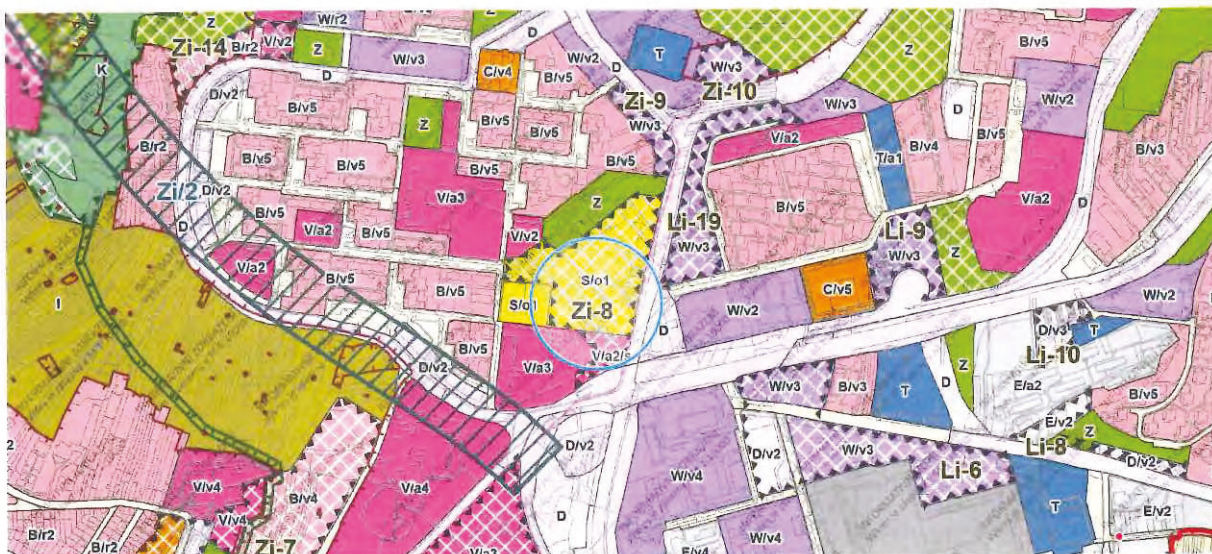 Z
W/r2
D
Zi-14
B/r2
V/v2
Z
W/v3
C/v4
B/v5
W/v2
T
W/v3
Z
Z
B/v5
W/v2
K
D/v2
D
B/v5
Z
B/v5
B/v5
Zi-9
W/v3
Zi-10
W/v3
D
B/v5
B/v3
B/r2
B/v5
B/v5
B/v5
V/a2
T/a1
B/v4
Zi/2
D/v2
V/a3
Z
B/v5
V/a2
D
D
B/v5
V/a2
B/v5
V/v2
Li-19
W/v3
Li-9
W/v3
Z
V/a2
B/v5
B/v5
S/o1
S/o1
Zi-8
W/v2
C/v5
W/v2
I
D
D/v3
T
Li-10
D/v2
B/v5
V/a3
V/a2/s
W/v3
B/v3
T
D
Z
E/a2
B/v5
E/v2
Z
Li-8
D/v2
V/v4
B/v4
V/a4
D/v2
D
W/v4
D/v2
W/v3
Li-6
T
V/v4
B/r2
B/r2
Zi-7
V/a3
E/v4
W/v4
E/v2